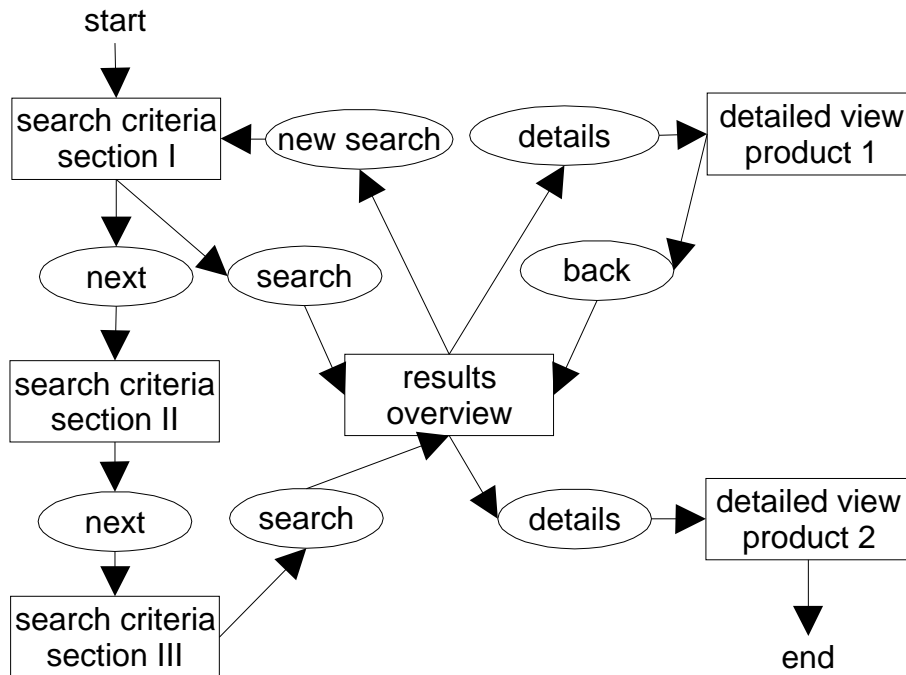 start
search criteria
section I
new search
details
detailed view
product 1
next
search
back
search criteria
section II
results
overview
next
search
details
detailed view
product 2
search criteria
section III
end